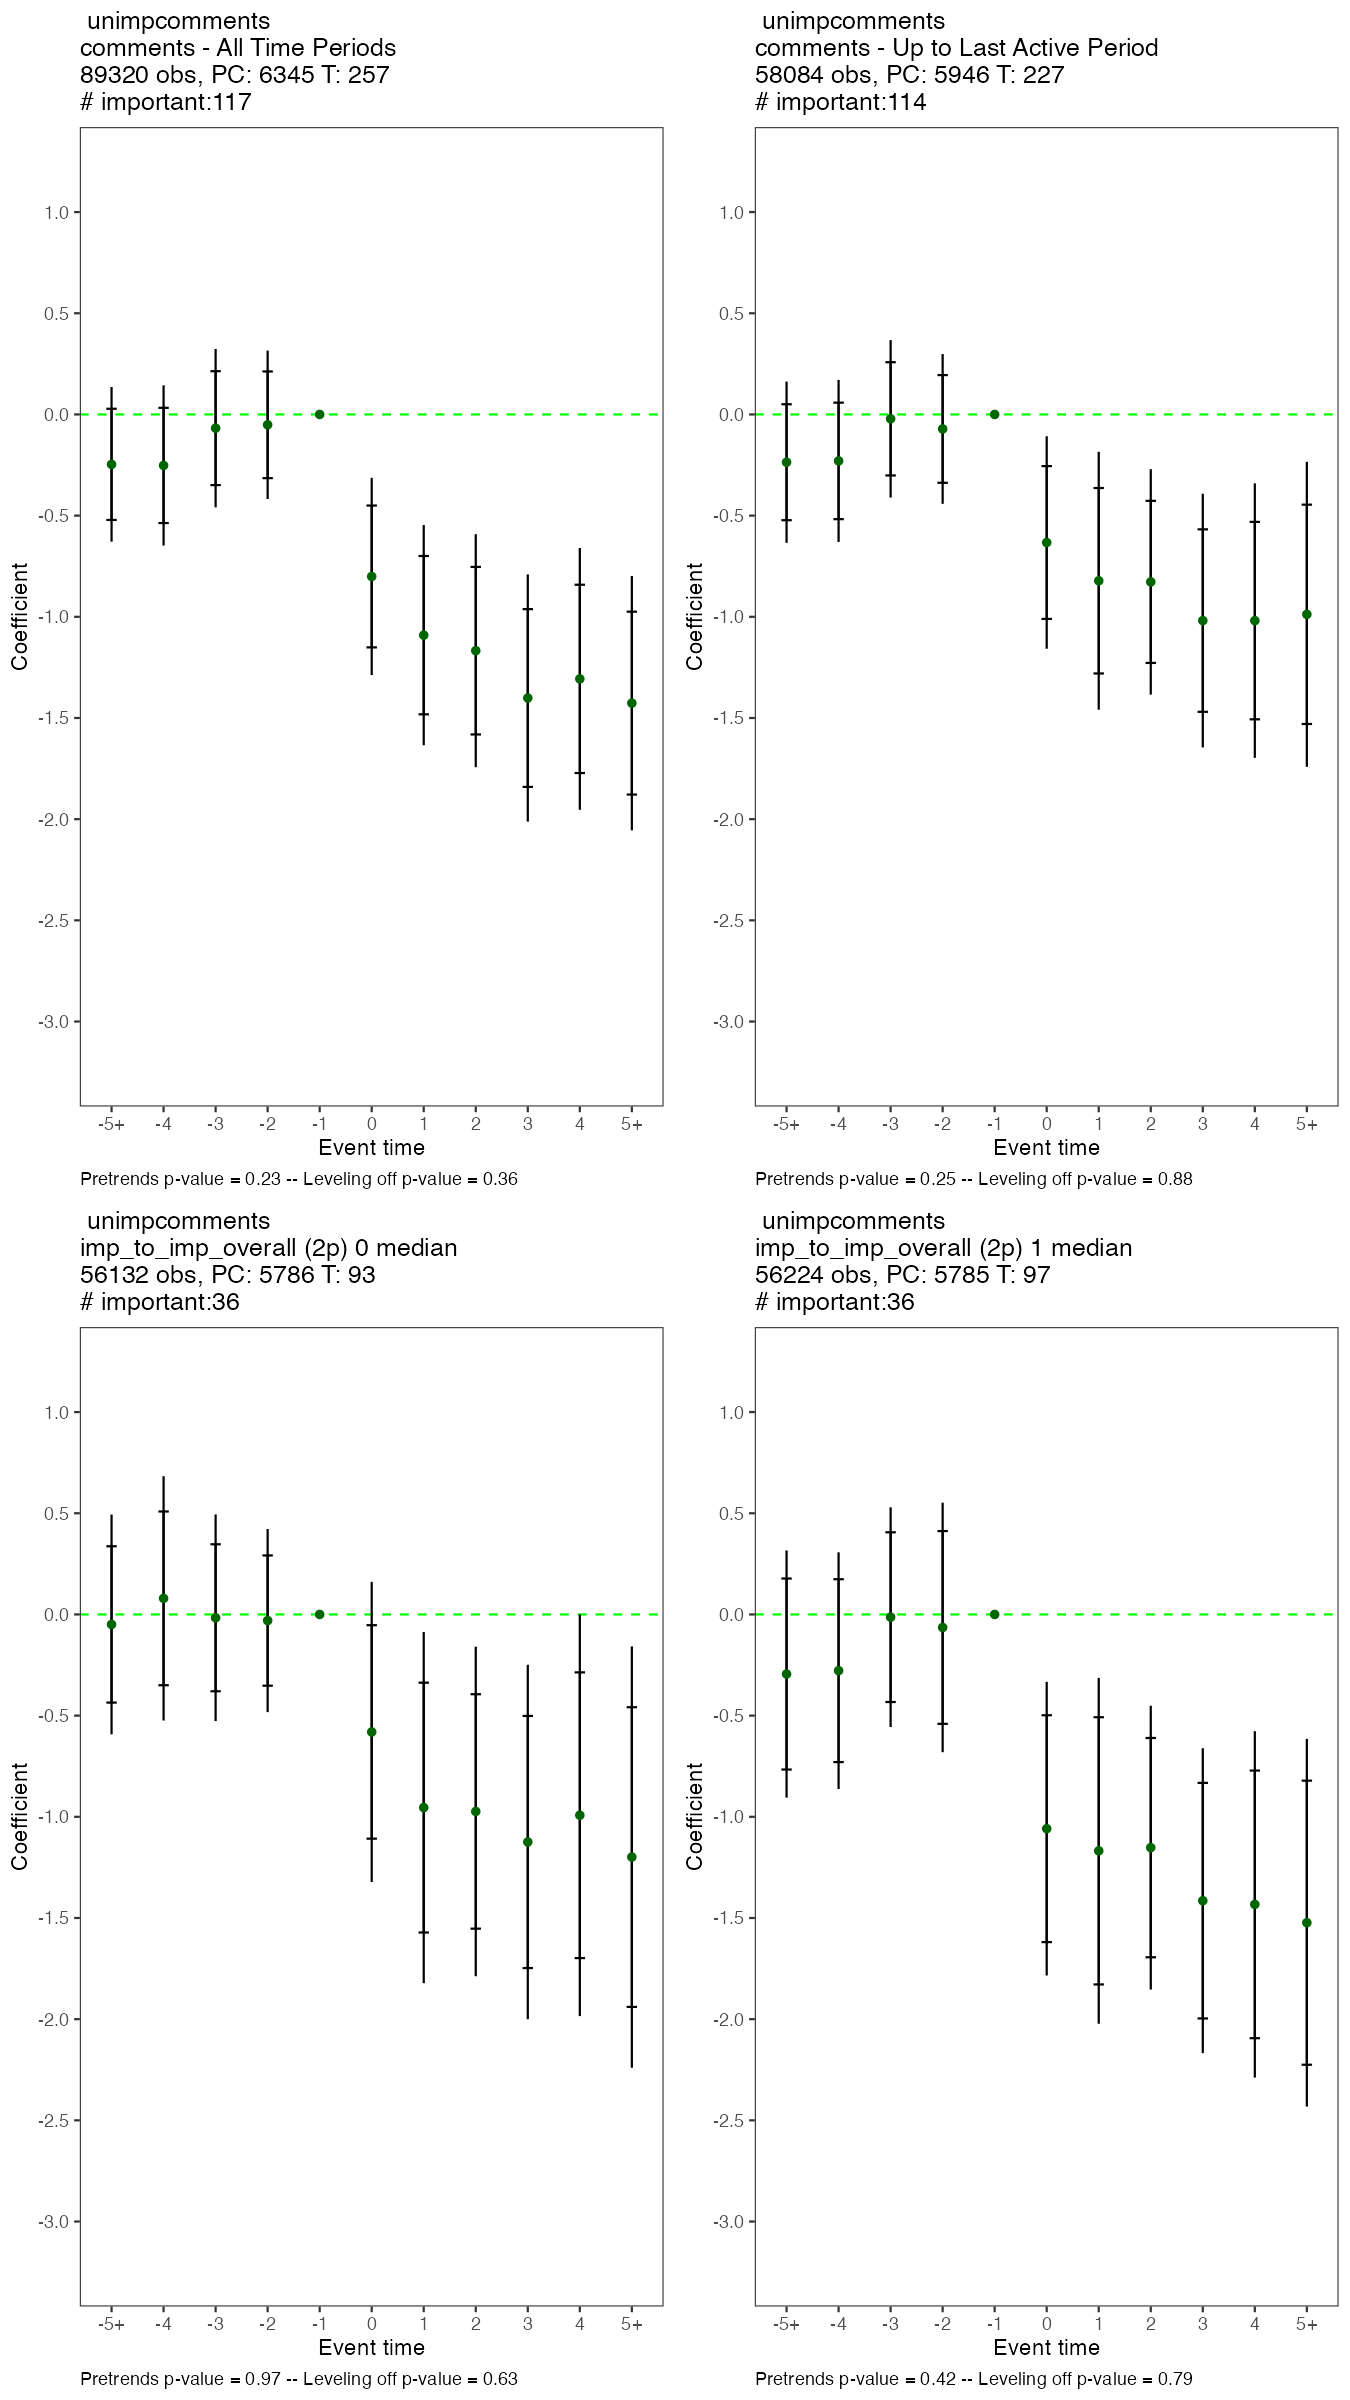 unimpcomments
comments - All Time Periods
89320 obs, PC: 6345 T: 257
# important:117
1.0
0.5
0.0
-0.5
-1.0
-1.5
-2.0
-2.5
-3.0
Coefficient
-5+ -4 -3 -2 -1 0 1 2 3 4 5+
Event time
Pretrends p-value = 0.23 -- Leveling off p-value = 0.36
unimpcomments
comments - Up to Last Active Period
58084 obs, PC: 5946 T: 227
# important:114
1.0
0.5
0.0
-0.5
-1.0
-1.5
-2.0
-2.5
-3.0
Coefficient
-5+ -4 -3 -2 -1 0 1 2 3 4 5+
Event time
Pretrends p-value = 0.25 -- Leveling off p-value = 0.88
unimpcomments
imp_to_imp_overall (2p) 0 median
56132 obs, PC: 5786 T: 93
# important:36
1.0
0.5
0.0
-0.5
-1.0
-1.5
-2.0
-2.5
-3.0
Coefficient
-5+ -4 -3 -2 -1 0 1 2 3 4 5+
Event time
Pretrends p-value = 0.97 -- Leveling off p-value = 0.63
unimpcomments
imp_to_imp_overall (2p) 1 median
56224 obs, PC: 5785 T: 97
# important:36
1.0
0.5
0.0
-0.5
-1.0
-1.5
-2.0
-2.5
-3.0
Coefficient
-5+ -4 -3 -2 -1 0 1 2 3 4 5+
Event time
Pretrends p-value = 0.42 -- Leveling off p-value = 0.79